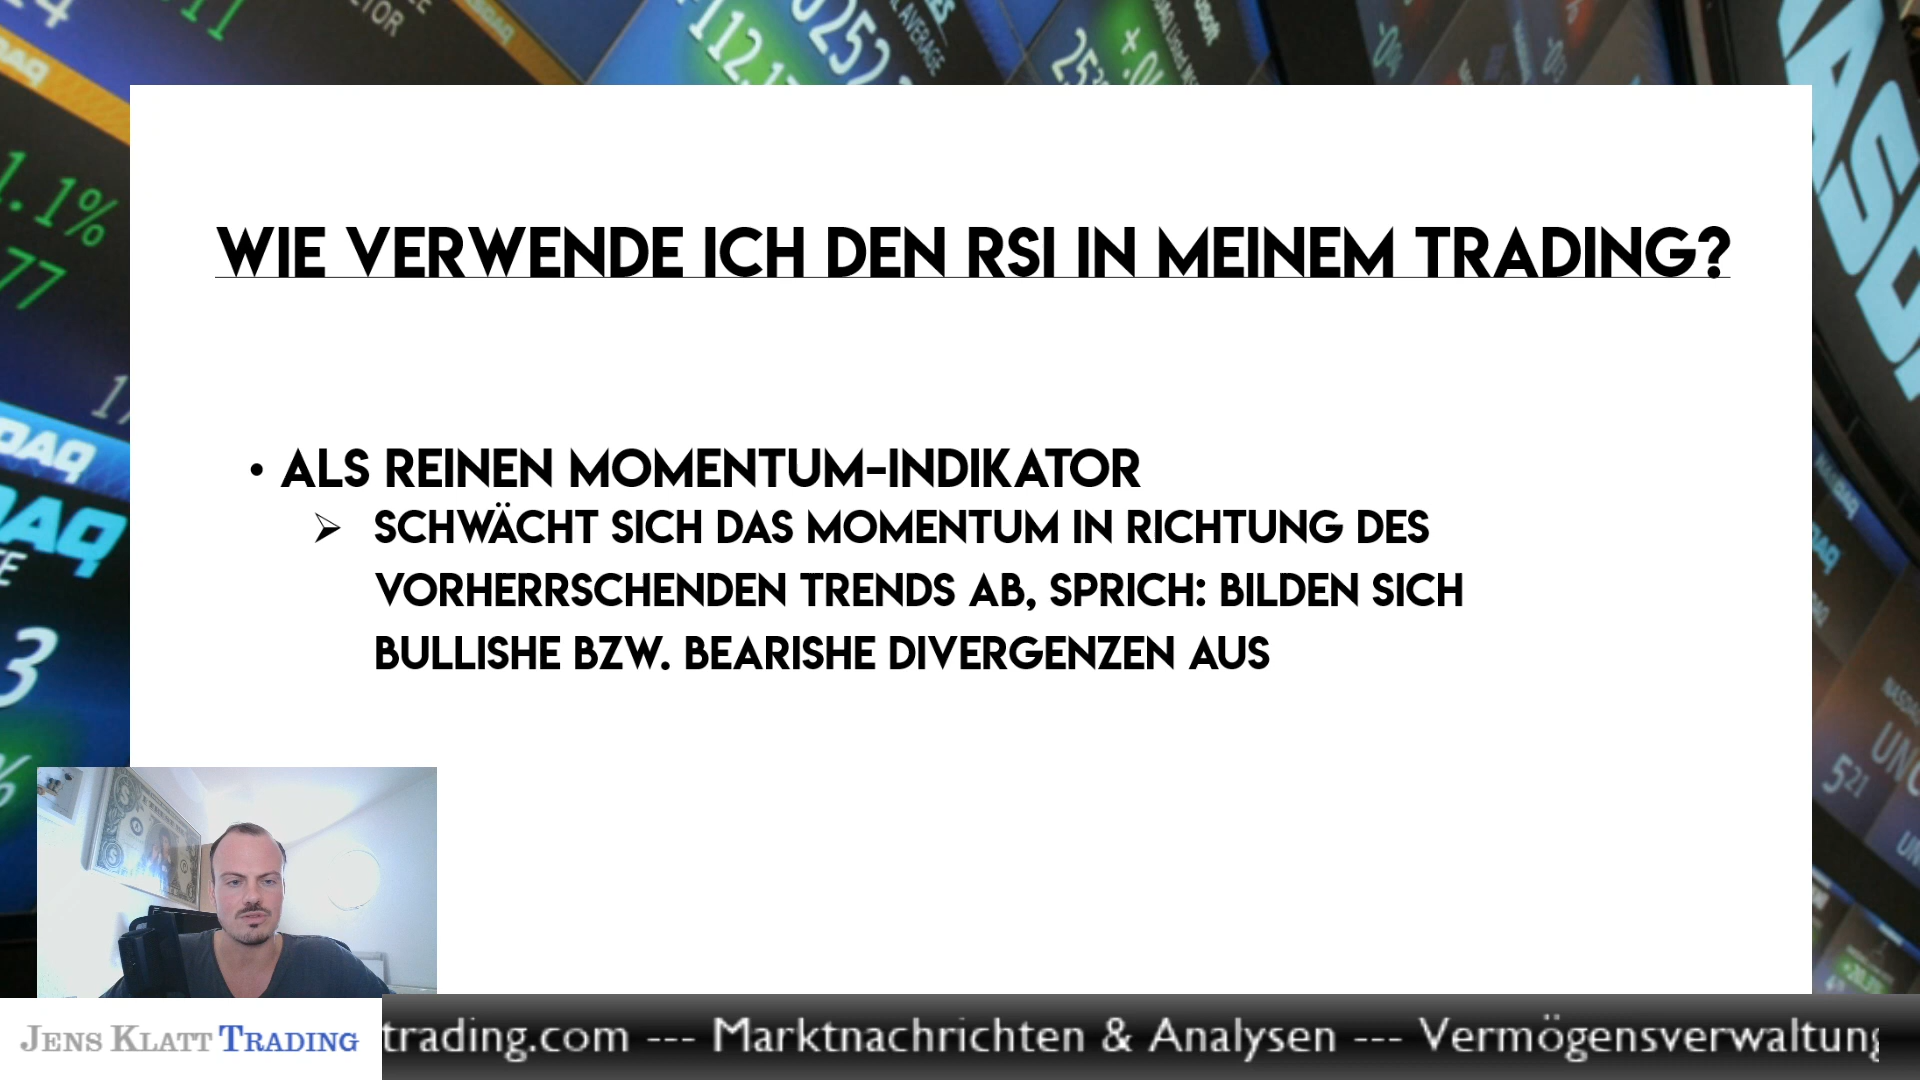 WIE VERWENDE ICH DEN RSI IN MEINEM TRADING?
• ALS REINEN MOMENTUM-INDIKATOR
➢ SCHWÄCHT SICH DAS MOMENTUM IN RICHTUNG DES
VORHERRSCHENDEN TRENDS AB, SPRICH: BILDEN SICH
BULLISHE BZW. BEARISHE DIVERGENZEN AUS
JENS KLATT TRADING
trading.com --- Marktnachrichten & Analysen --- Vermögensverwaltung